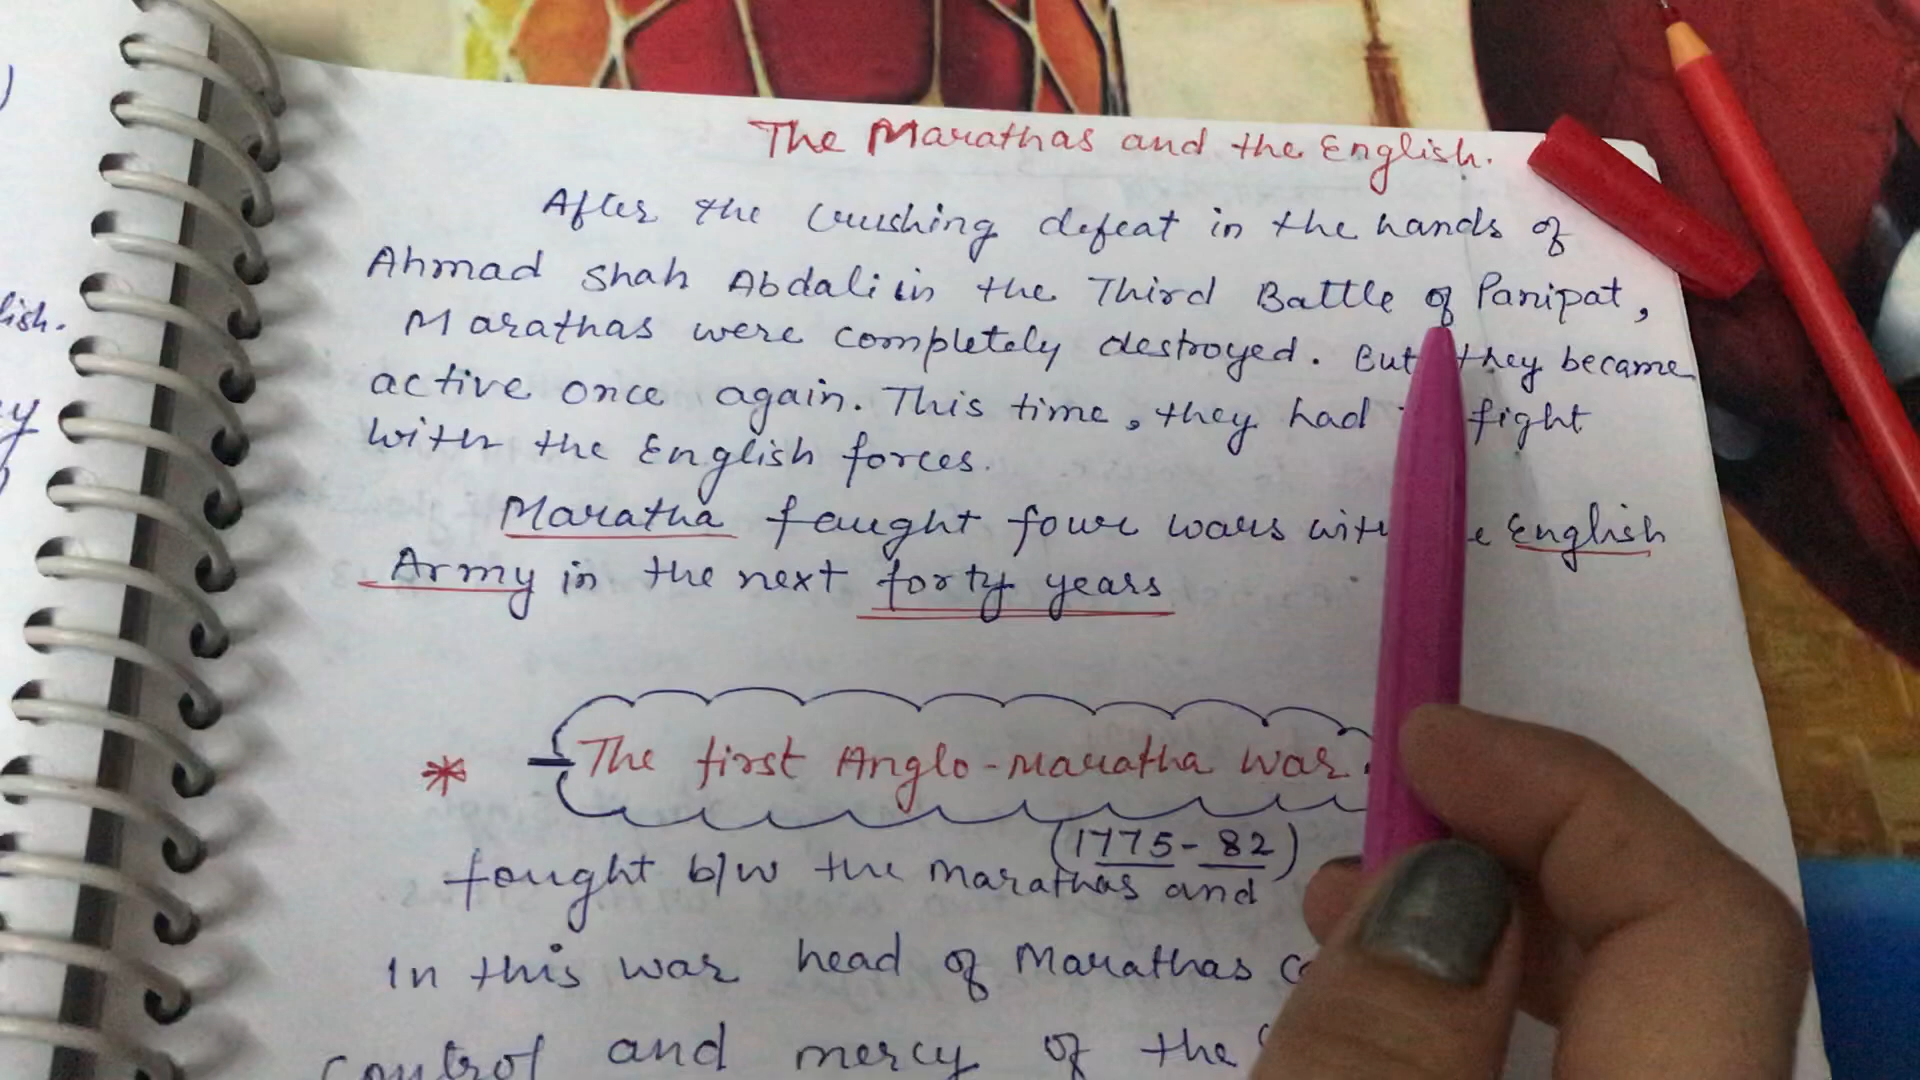 The Marathas and the English.
After the Crushing defeat in the hands of
Ahmad Shah Abdali in the Third Battle of Panipat,
Marathas were completely destroyed. But they became
active once again. This time, they had fight
with the English forces.
Maratha faught four wars with English
Army in the next forty years
* The first Anglo-Maratha war.
(1775-82)
fought b/w the Marathas and
In this war head of Marathas
control and mercy of the
lish.